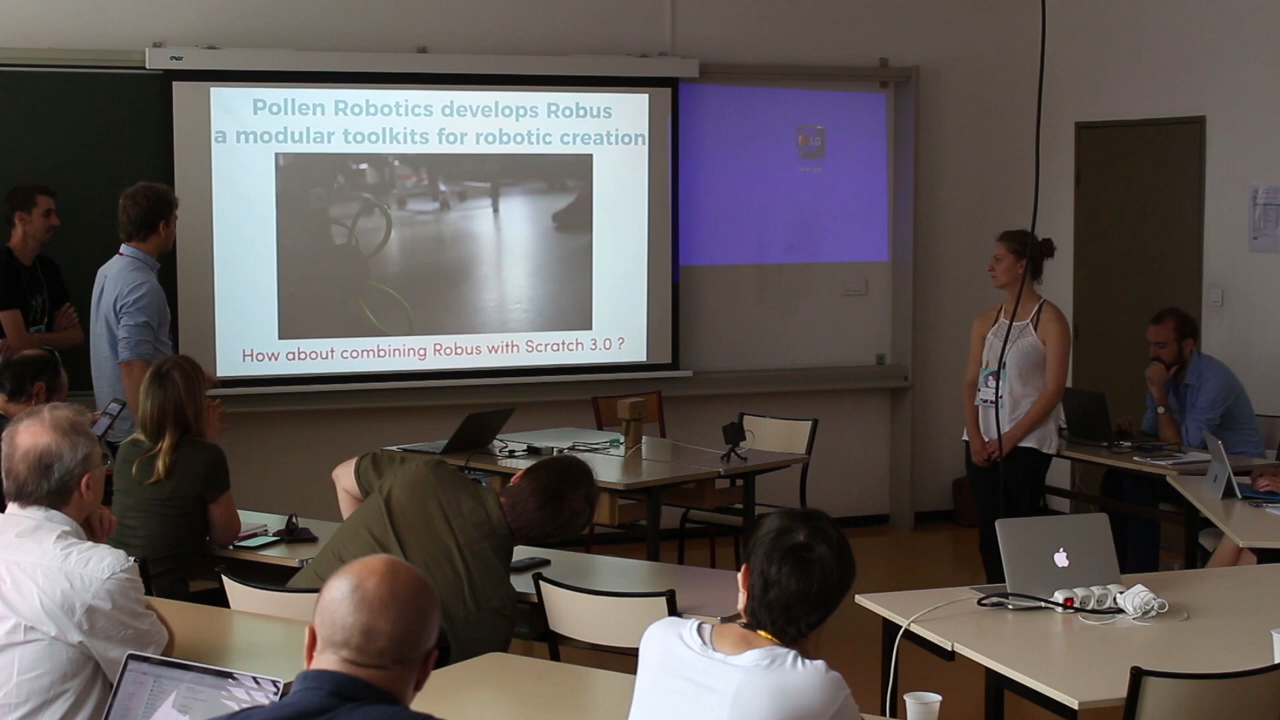 Pollen Robotics develops Robus
a modular toolkits for robotic creation
How about combining Robus with Scratch 3.0 ?